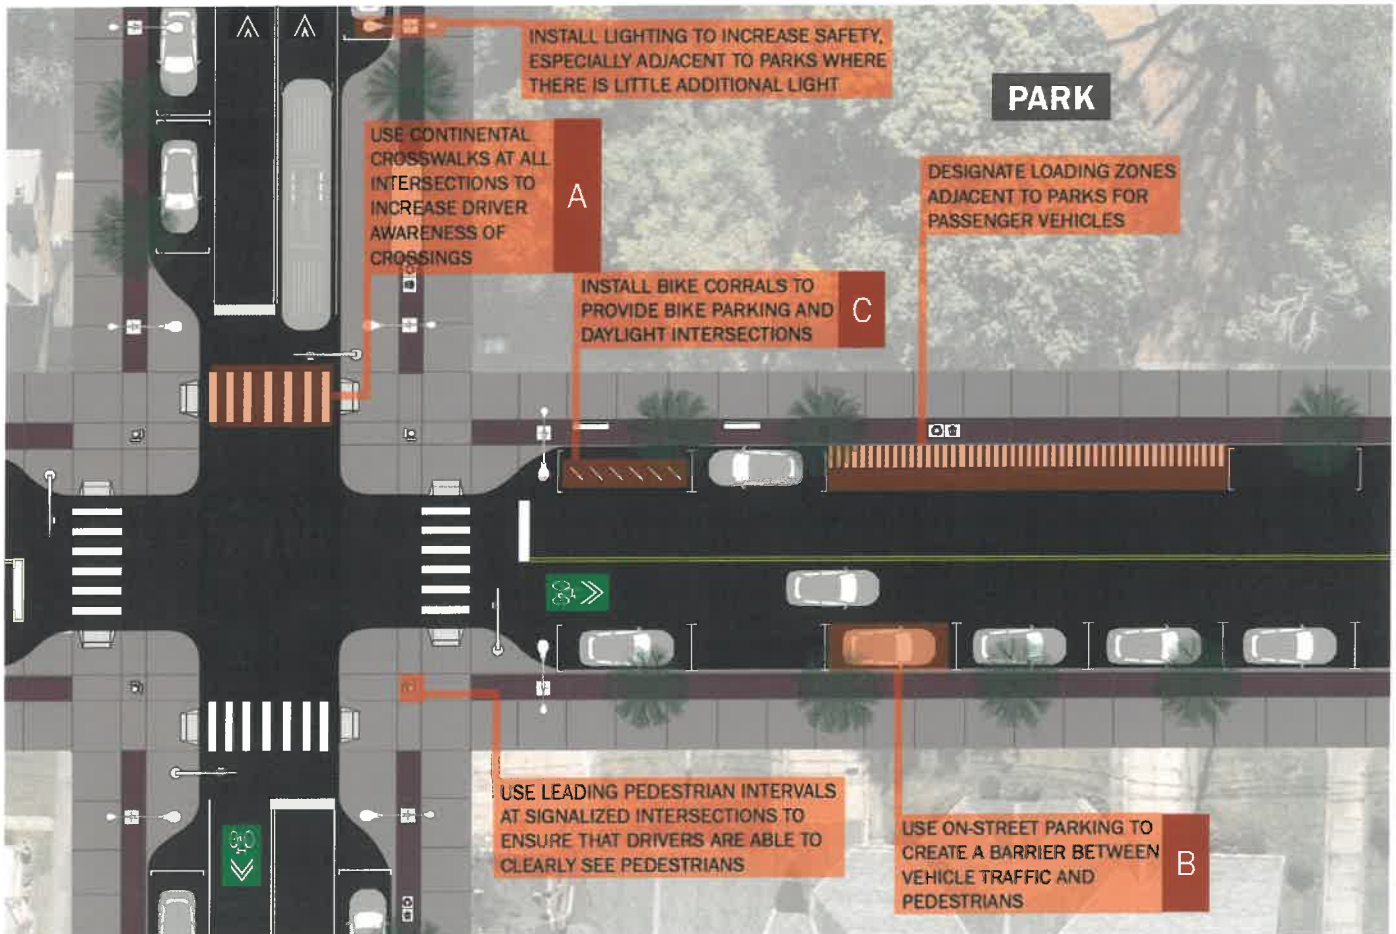 INSTALL LIGHTING TO INCREASE SAFETY,
ESPECIALLY ADJACENT TO PARKS WHERE
THERE IS LITTLE ADDITIONAL LIGHT
PARK
USE CONTINENTAL
CROSSWALKS AT ALL
INTERSECTIONS TO
INCREASE DRIVER
AWARENESS OF
CROSSINGS
A
DESIGNATE LOADING ZONES
ADJACENT TO PARKS FOR
PASSENGER VEHICLES
INSTALL BIKE CORRALS TO
PROVIDE BIKE PARKING AND
DAYLIGHT INTERSECTIONS
C
USE LEADING PEDESTRIAN INTERVALS
AT SIGNALIZED INTERSECTIONS TO
ENSURE THAT DRIVERS ARE ABLE TO
CLEARLY SEE PEDESTRIANS
USE ON-STREET PARKING TO
CREATE A BARRIER BETWEEN
VEHICLE TRAFFIC AND
PEDESTRIANS
B